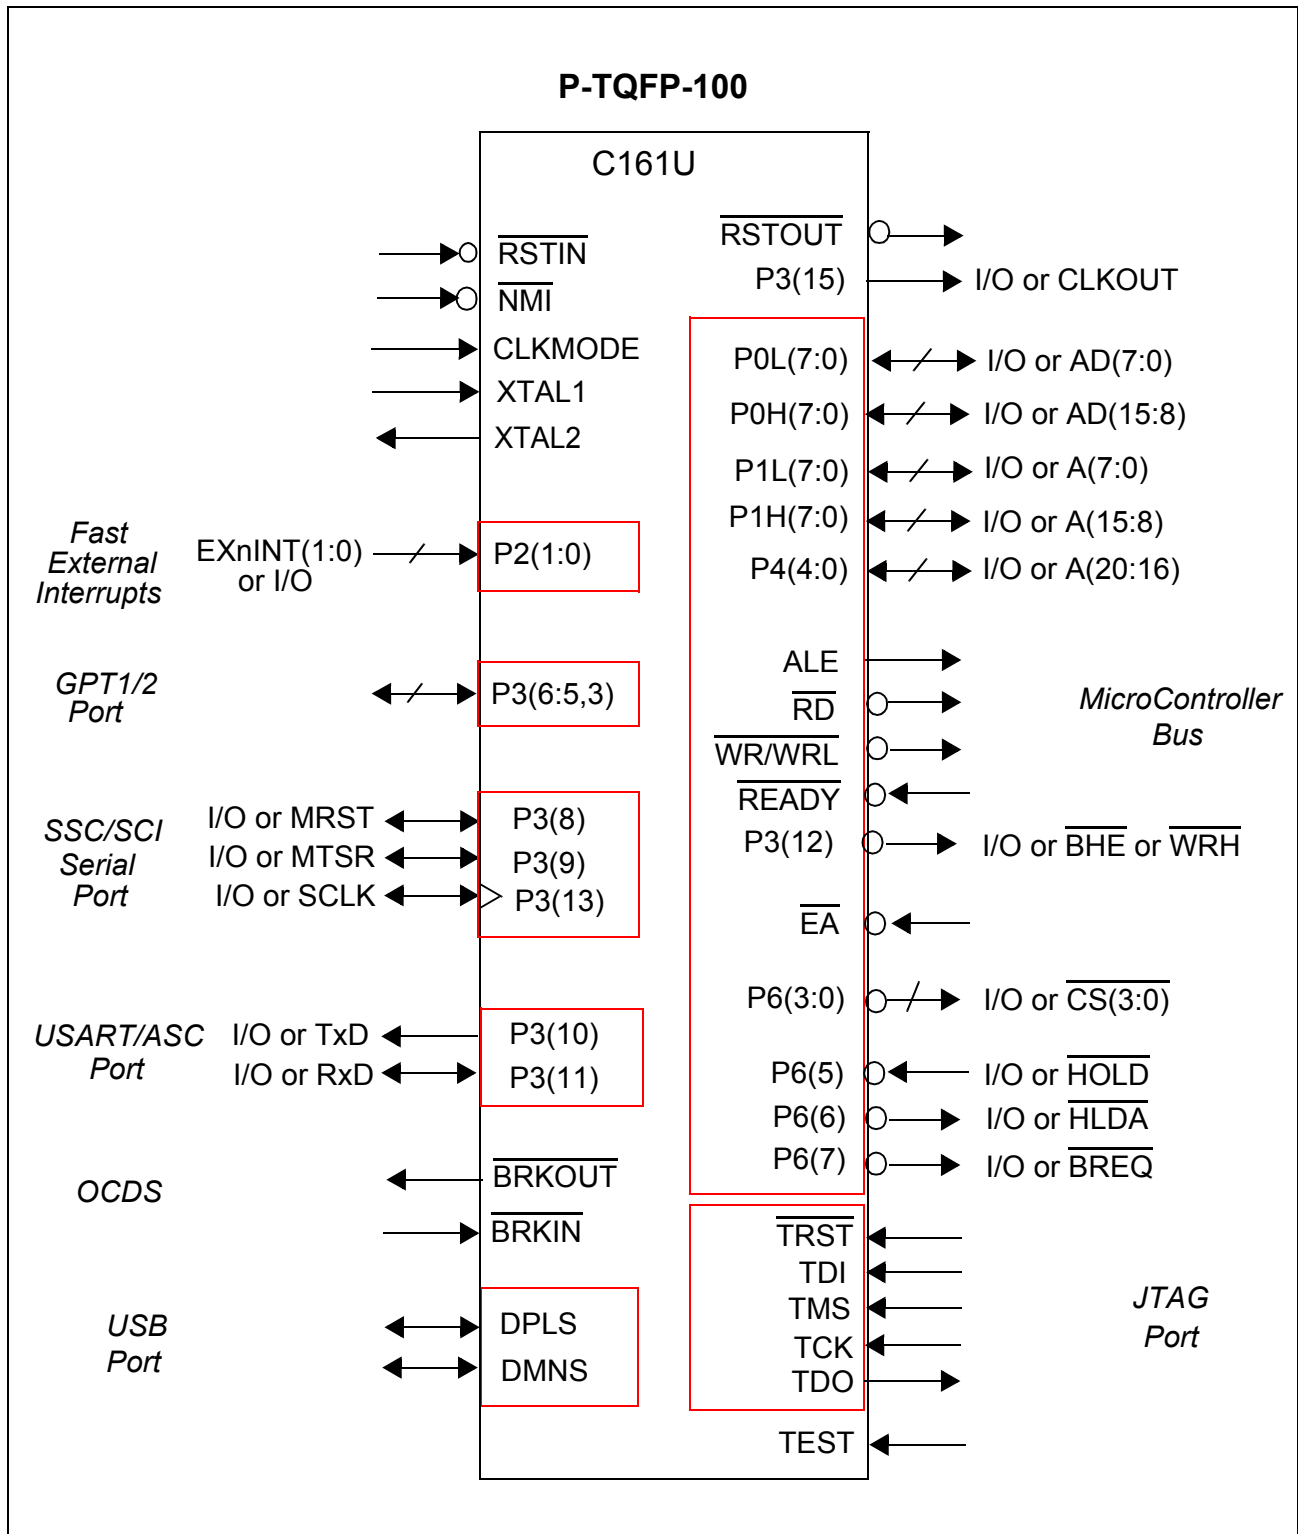 P-TQFP-100
C161U
RSTIN
NMI
CLKMODE
XTAL1
XTAL2
Fast
External
Interrupts
EXnINT(1:0)
or I/O
P2(1:0)
GPT1/2
Port
P3(6:5,3)
SSC/SCI
Serial
Port
I/O or MRST P3(8)
I/O or MTSR P3(9)
I/O or SCLK P3(13)
USART/ASC
Port
I/O or TxD P3(10)
I/O or RxD P3(11)
OCDS
BRKOUT
BRKIN
USB
Port
DPLS
DMNS
RSTOUT
P3(15) I/O or CLKOUT
P0L(7:0) I/O or AD(7:0)
P0H(7:0) I/O or AD(15:8)
P1L(7:0) I/O or A(7:0)
P1H(7:0) I/O or A(15:8)
P4(4:0) I/O or A(20:16)
ALE
RD
WR/WRL
READY
P3(12) I/O or BHE or WRH
EA
P6(3:0) I/O or CS(3:0)
P6(5) I/O or HOLD
P6(6) I/O or HLDA
P6(7) I/O or BREQ
MicroController
Bus
TRST
TDI
TMS
TCK
TDO
JTAG
Port
TEST